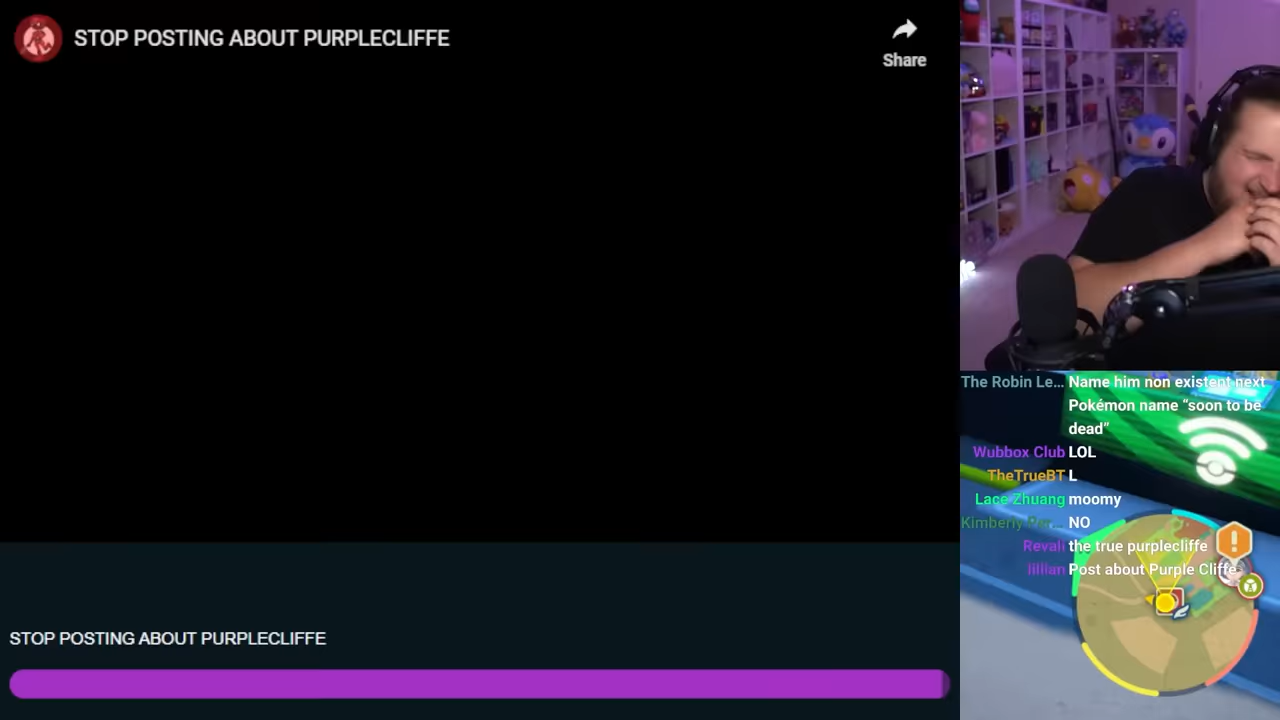 STOP POSTING ABOUT PURPLECLIFFE
Share
STOP POSTING ABOUT PURPLECLIFFE
The Robin Le... Name him non existent next
Pokémon name “soon to be
dead”
Wubbox Club LOL
TheTrueBT L
Lace Zhuang moomy
Kimberly NO
Revali the true purplecliffe
Post about Purple Cliffe